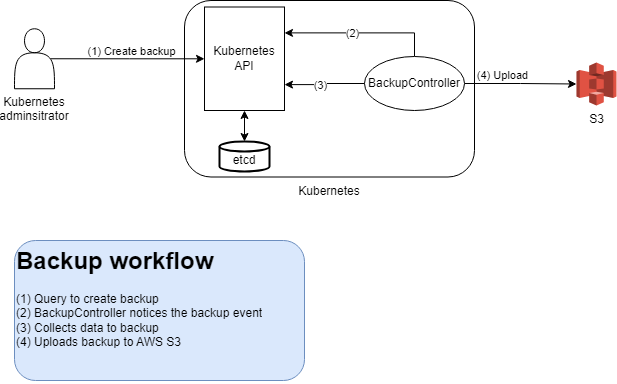 (1) Create backup
Kubernetes
API
(2)
(3)
BackupController
(4) Upload
Kubernetes
adminsitrator
S3
etcd
Kubernetes
Backup workflow
(1) Query to create backup
(2) BackupController notices the backup event
(3) Collects data to backup
(4) Uploads backup to AWS S3